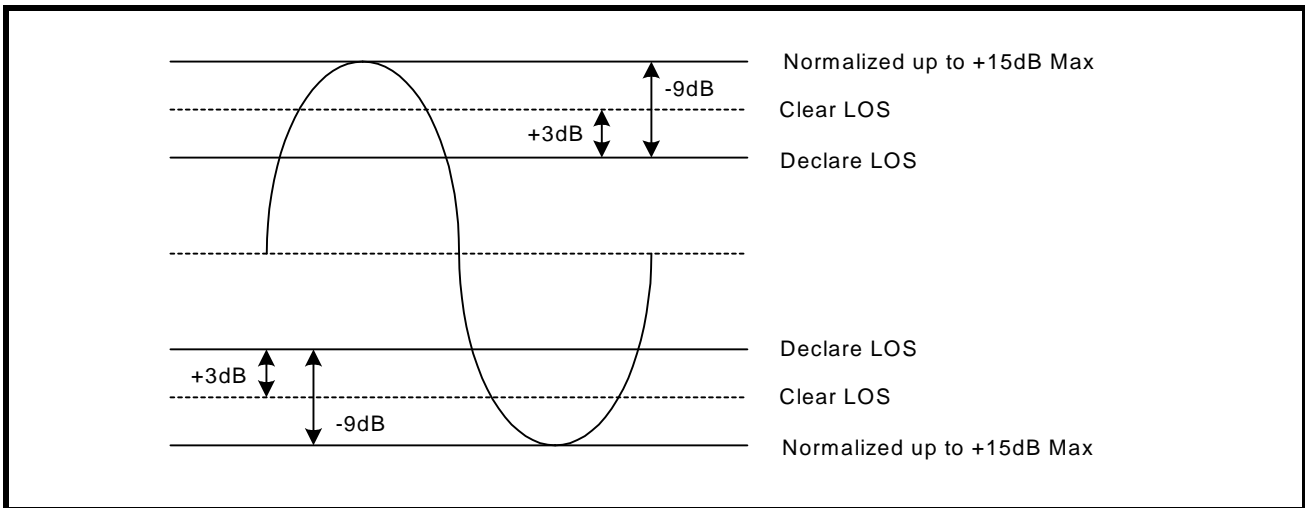 Normalized up to +15dB Max
-9dB
Clear LOS
+3dB
Declare LOS
Declare LOS
+3dB
Clear LOS
-9dB
Normalized up to +15dB Max